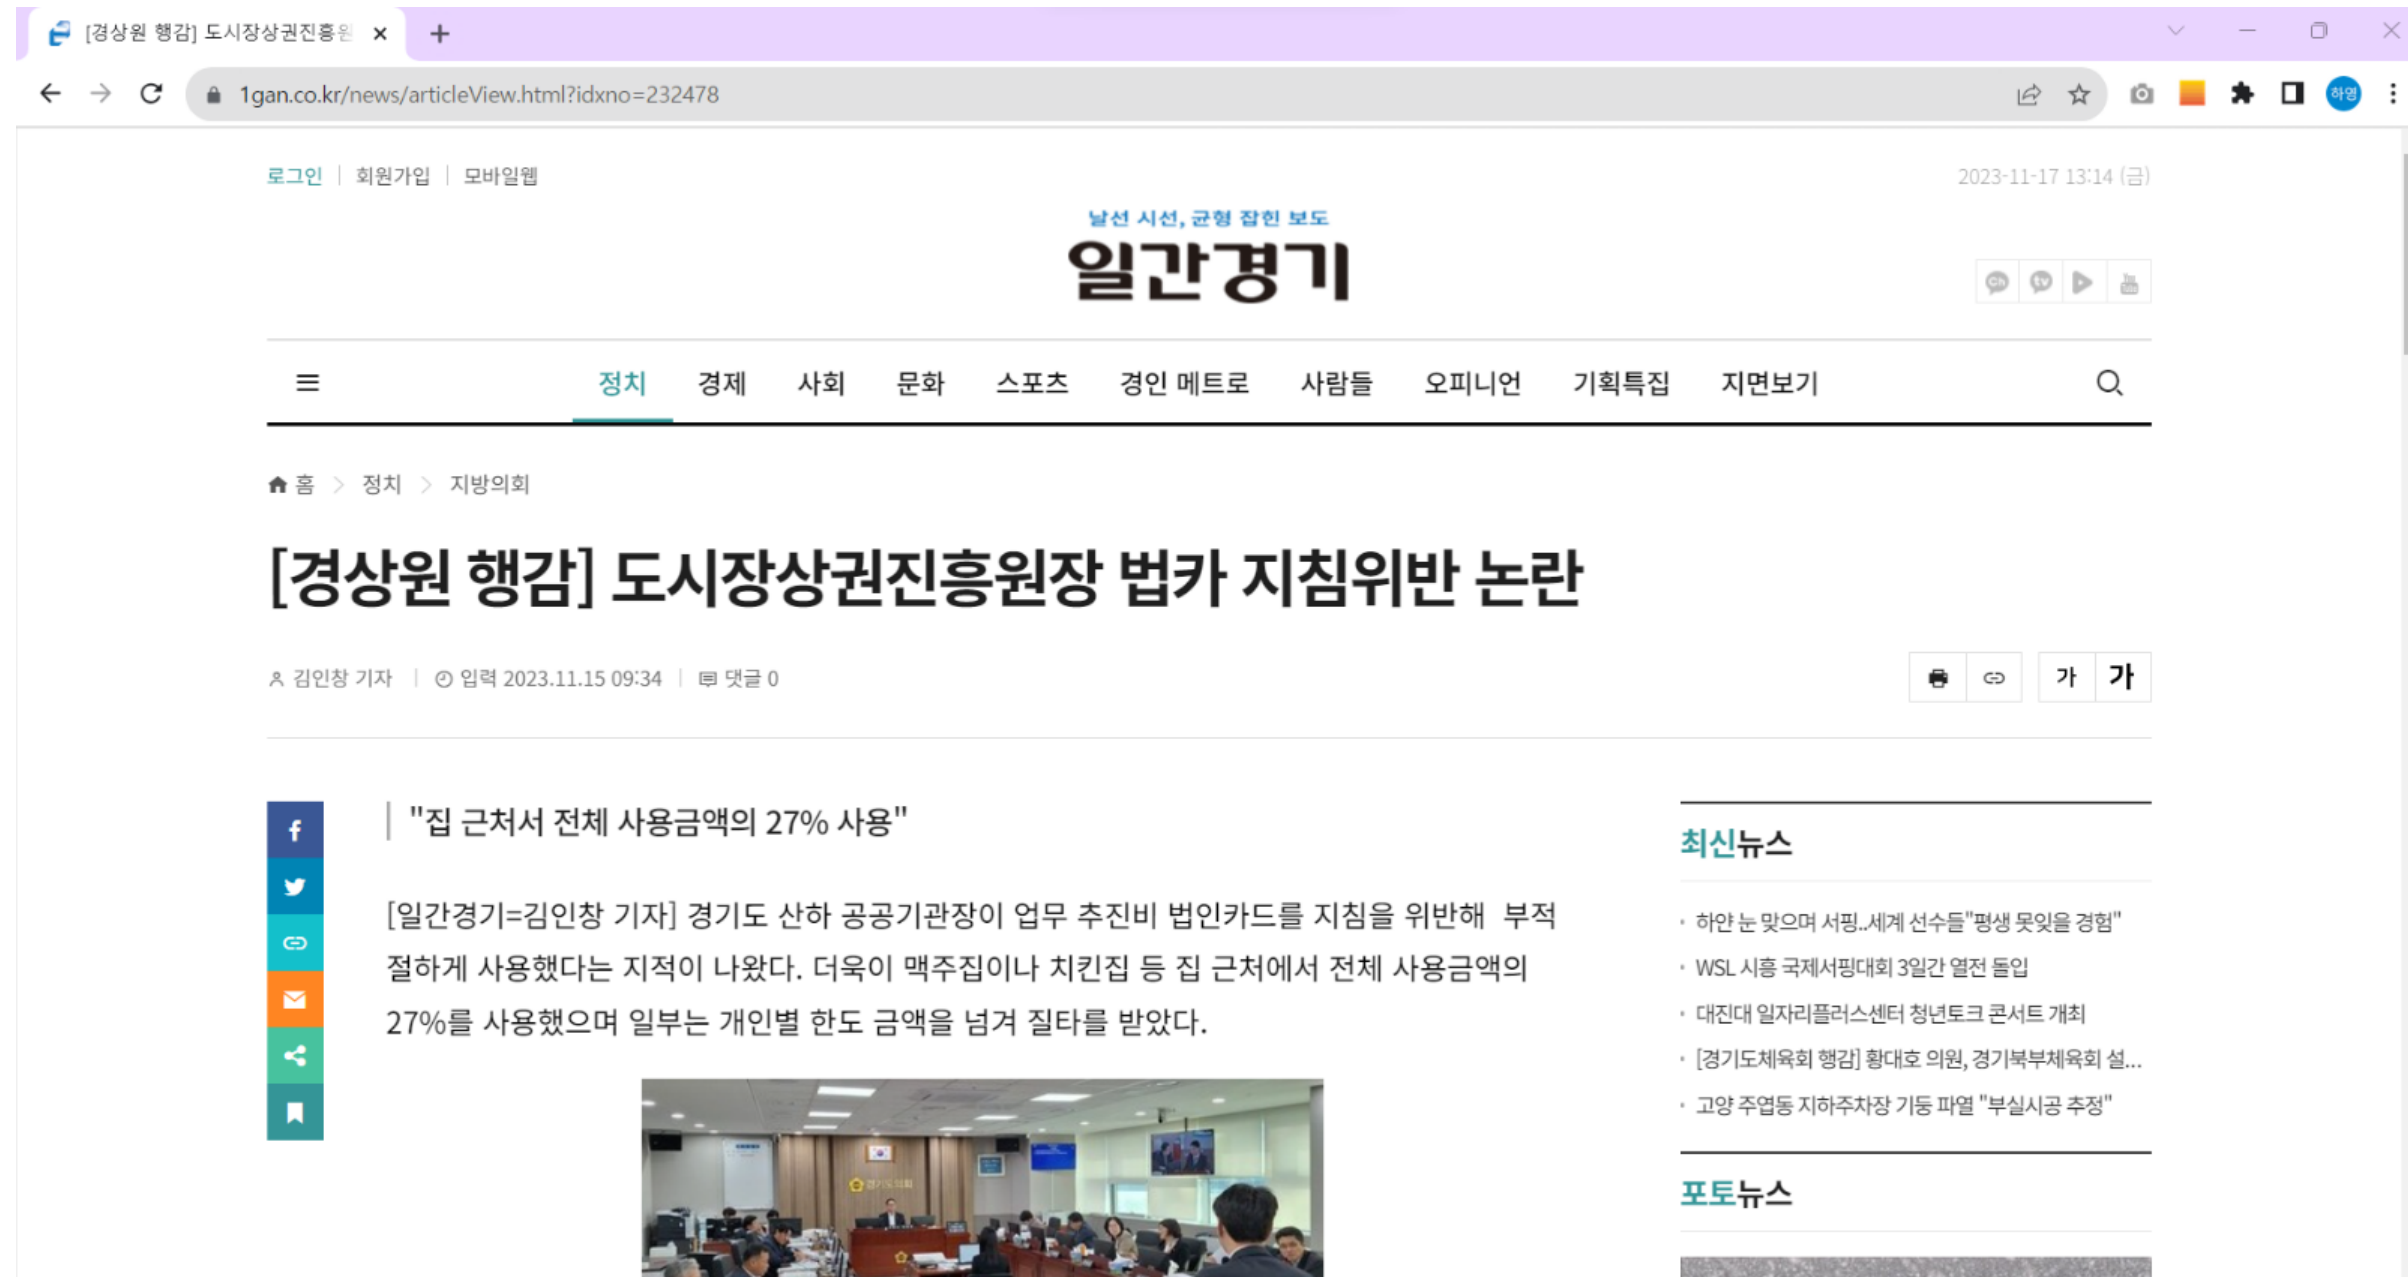 [경상원 행감] 도시장상권진흥원
1gan.co.kr/news/articleView.html?idxno=232478
하영
로그인 회원가입 모바일웹
2023-11-17 13:14 (금)
날선 시선, 균형 잡힌 보도
일간경기
Ch tv You Tube
정치 경제 사회 문화 스포츠 경인 메트로 사람들 오피니언 기획특집 지면보기
홈 > 정치 > 지방의회
[경상원 행감] 도시장상권진흥원장 법카 지침위반 논란
김인창 기자 입력 2023.11.15 09:34 댓글 0
가 가
"집 근처서 전체 사용금액의 27% 사용"
[일간경기=김인창 기자] 경기도 산하 공공기관장이 업무 추진비 법인카드를 지침을 위반해 부적
절하게 사용했다는 지적이 나왔다. 더욱이 맥주집이나 치킨집 등 집 근처에서 전체 사용금액의
27%를 사용했으며 일부는 개인별 한도 금액을 넘겨 질타를 받았다.
경기도의회
최신뉴스
하얀 눈 맞으며 서핑..세계 선수들"평생 못잊을 경험"
WSL 시흥 국제서핑대회 3일간 열전 돌입
대진대 일자리플러스센터 청년토크 콘서트 개최
[경기도체육회 행감] 황대호 의원, 경기북부체육회 설...
고양 주엽동 지하주차장 기둥 파열 "부실시공 추정"
포토뉴스